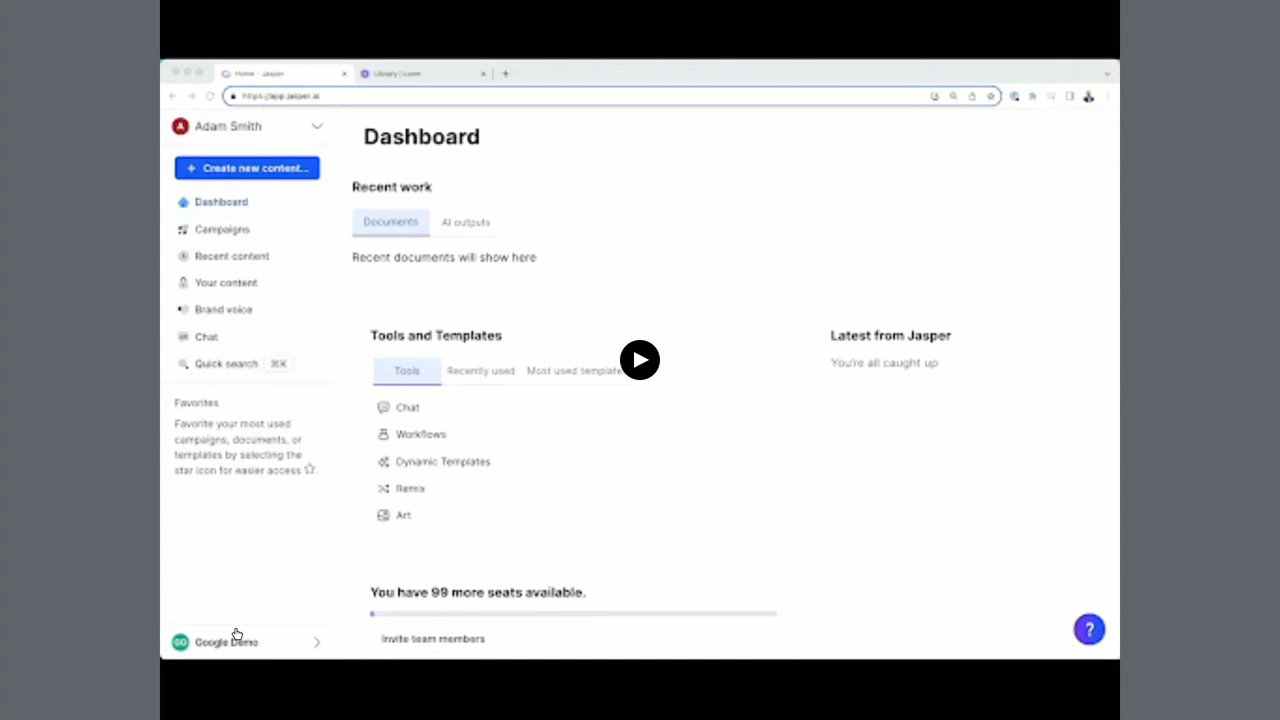 Home - Jasper
Library | Loom
https://app.jasper.ai
A Adam Smith
Dashboard
+ Create new content...
Dashboard
Campaigns
Recent content
Your content
Brand voice
Chat
Quick search ⌘K
Favorites
Favorite your most used
campaigns, documents, or
templates by selecting the
star icon for easier access
GD Google Demo
Recent work
Documents AI outputs
Recent documents will show here
Tools and Templates
Tools Recently used Most used template
Chat
Workflows
Dynamic Templates
Remix
Art
Latest from Jasper
You're all caught up
You have 99 more seats available.
Invite team members
?